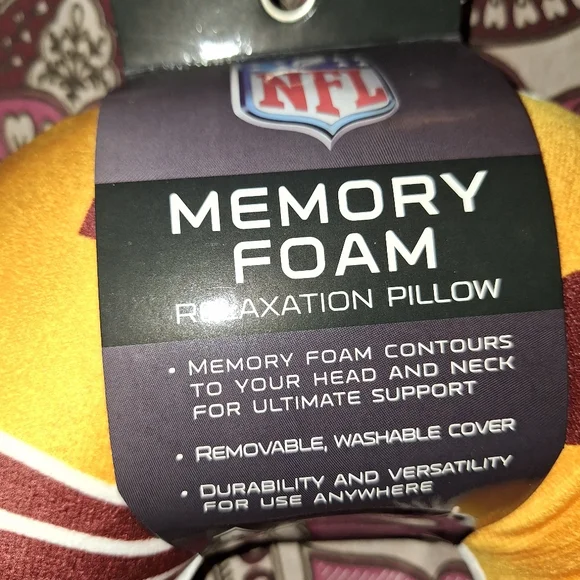 NFL
MEMORY
FOAM
RELAXATION PILLOW
• MEMORY FOAM CONTOURS
TO YOUR HEAD AND NECK
FOR ULTIMATE SUPPORT
• REMOVABLE, WASHABLE COVER
• DURABILITY AND VERSATILITY
FOR USE ANYWHERE